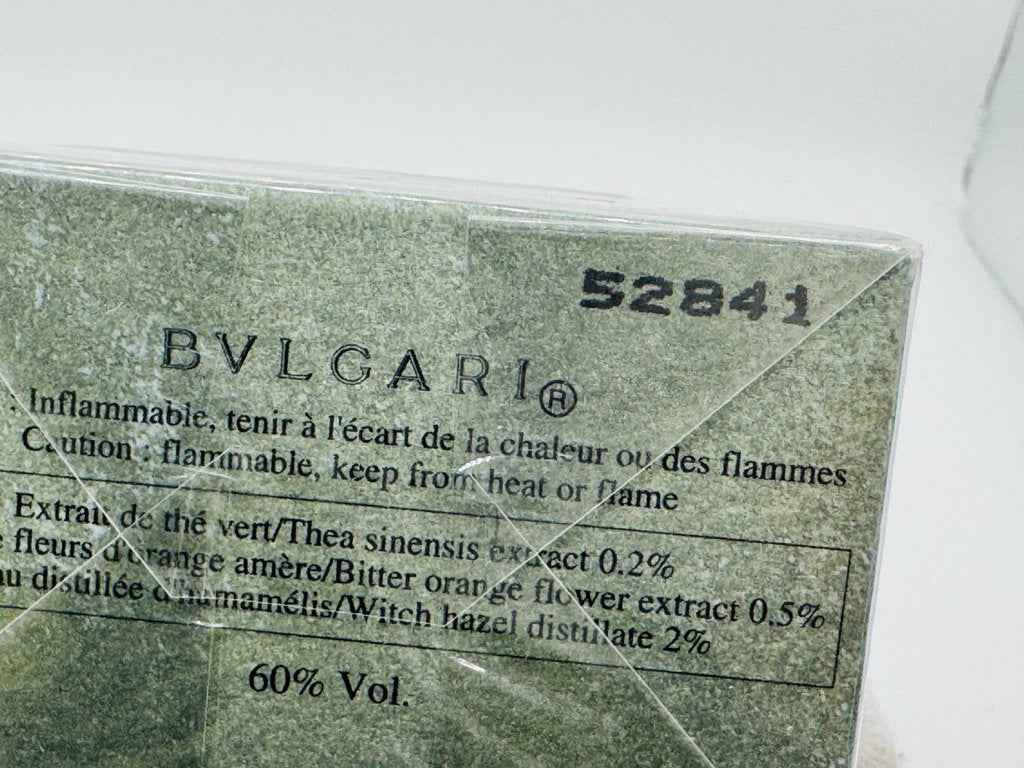 52841
BVLGARI®
: Inflammable, tenir à l'écart de la chaleur ou des flammes
Caution : flammable, keep from heat or flame
Extrait de thé vert/Thea sinensis extract 0.2%
fleurs d'orange amère/Bitter orange flower extract 0.5%
distillée d'hamamélis/Witch hazel distillate 2%
60% Vol.